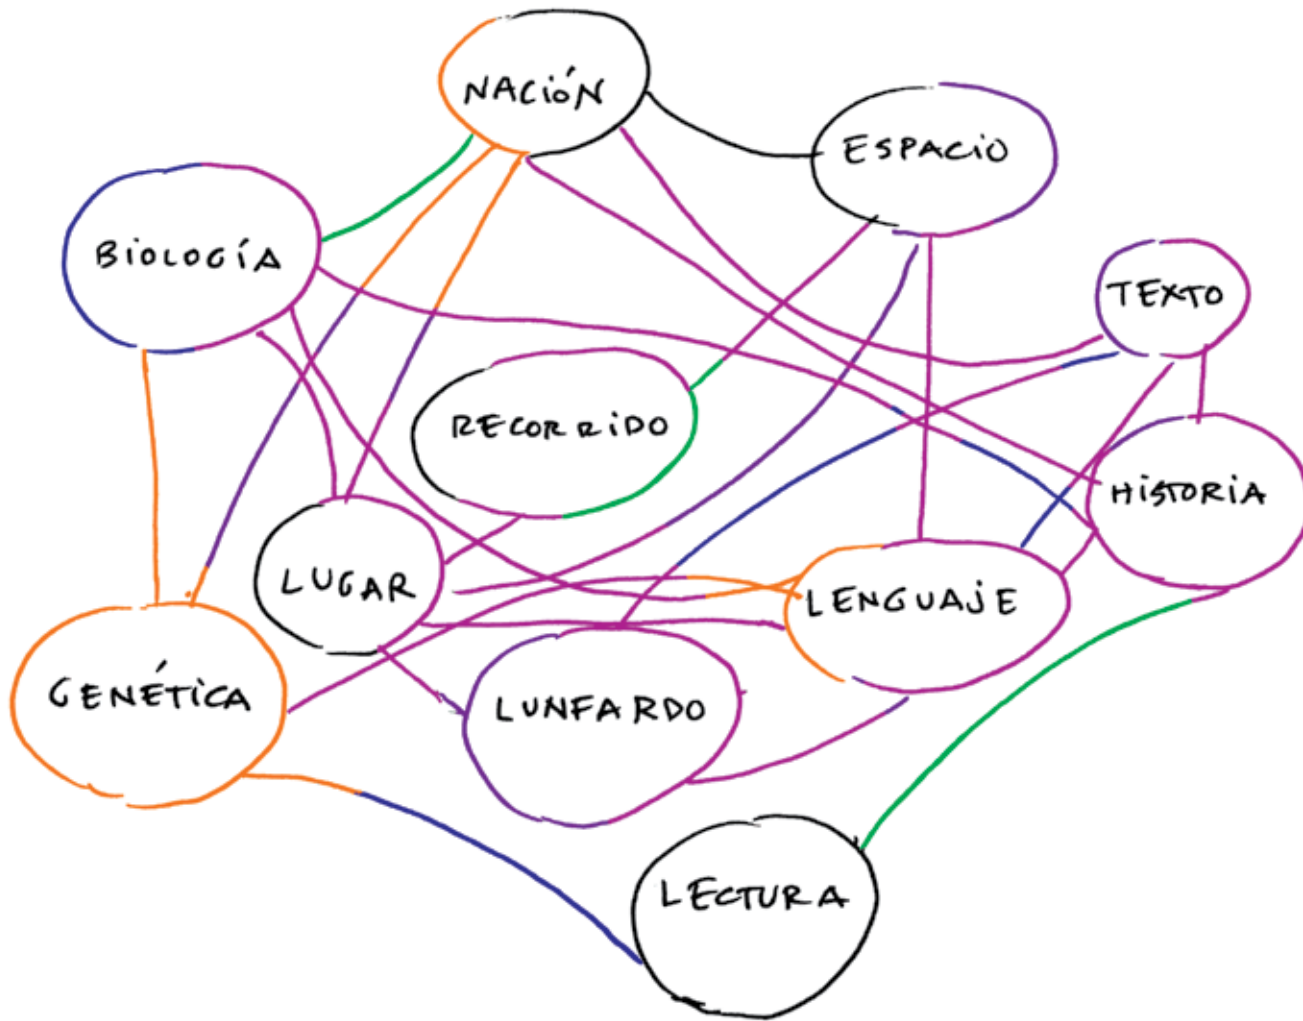 NACIÓN
ESPACIO
BIOLOGÍA
TEXTO
RECORRIDO
HISTORIA
LUGAR
LENGUAJE
GENÉTICA
LUNFARDO
LECTURA